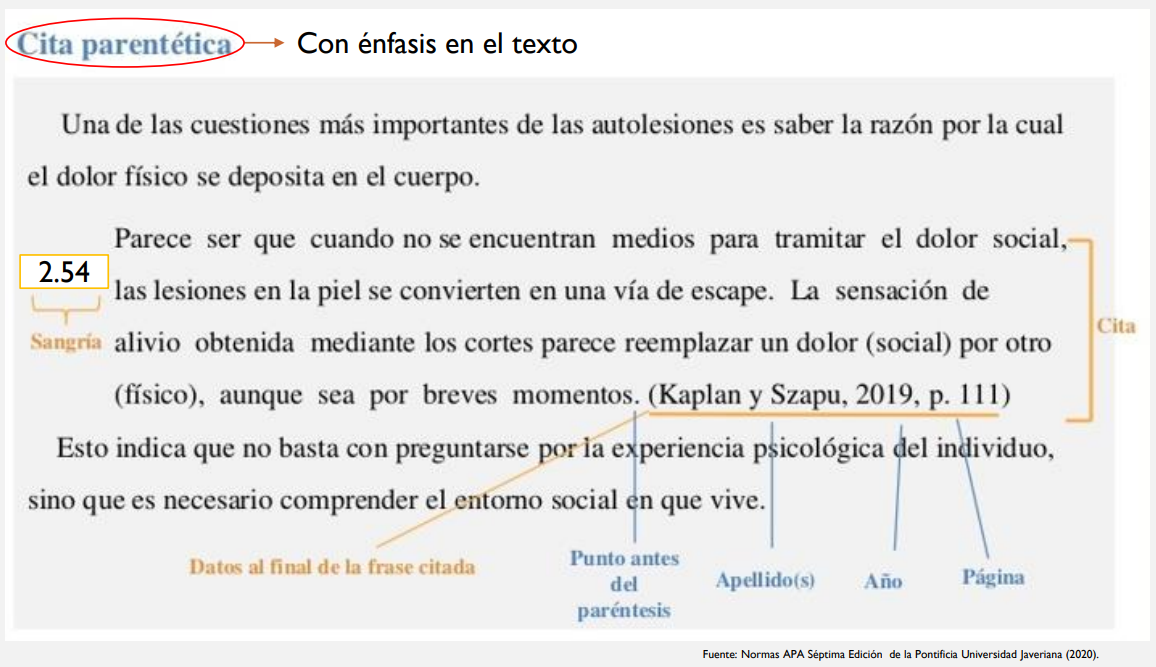 Cita parentética Con énfasis en el texto
Una de las cuestiones más importantes de las autolesiones es saber la razón por la cual
el dolor físico se deposita en el cuerpo.
Parece ser que cuando no se encuentran medios para tramitar el dolor social,
2.54
las lesiones en la piel se convierten en una vía de escape. La sensación de
Cita
Sangría
alivio obtenida mediante los cortes parece reemplazar un dolor (social) por otro
(físico), aunque sea por breves momentos. (Kaplan y Szapu, 2019, p. 111)
Esto indica que no basta con preguntarse por la experiencia psicológica del individuo,
sino que es necesario comprender el entorno social en que vive.
Datos al final de la frase citada
Punto antes
del
paréntesis
Apellido(s)
Año
Página
Fuente: Normas APA Séptima Edición de la Pontificia Universidad Javeriana (2020).